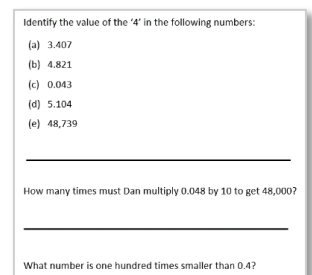 Identify the value of the ‘4’ in the following numbers:
(a) 3.407
(b) 4.821
(c) 0.043
(d) 5.104
(e) 48,739
How many times must Dan multiply 0.048 by 10 to get 48,000?
What number is one hundred times smaller than 0.4?